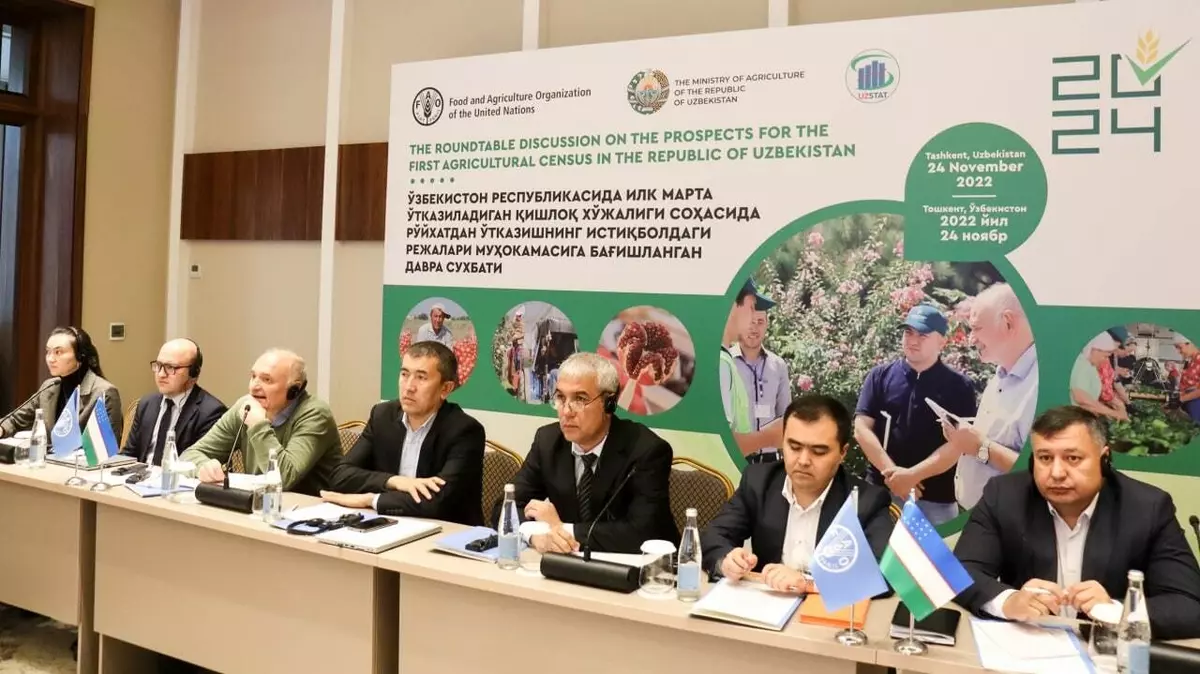 Food and Agriculture Organization
of the United Nations
THE MINISTRY OF AGRICULTURE
OF THE REPUBLIC
OF UZBEKISTAN
UZSTAT
2024
THE ROUNDTABLE DISCUSSION ON THE PROSPECTS FOR THE
FIRST AGRICULTURAL CENSUS IN THE REPUBLIC OF UZBEKISTAN
ЎЗБЕКИСТОН РЕСПУБЛИКАСИДА ИЛК МАРТА
ЎТКАЗИЛАДИГАН ҚИШЛОҚ ХЎЖАЛИГИ СОҲАСИДА
РЎЙХАТДАН ЎТКАЗИШНИНГ ИСТИҚБОЛДАГИ
РЕЖАЛАРИ МУҲОКАМАСИГА БАҒИШЛАНГАН
ДАВРА СУХБАТИ
Tashkent, Uzbekistan
24 November
2022
Тошкент, Ўзбекистон
2022 йил
24 ноябр